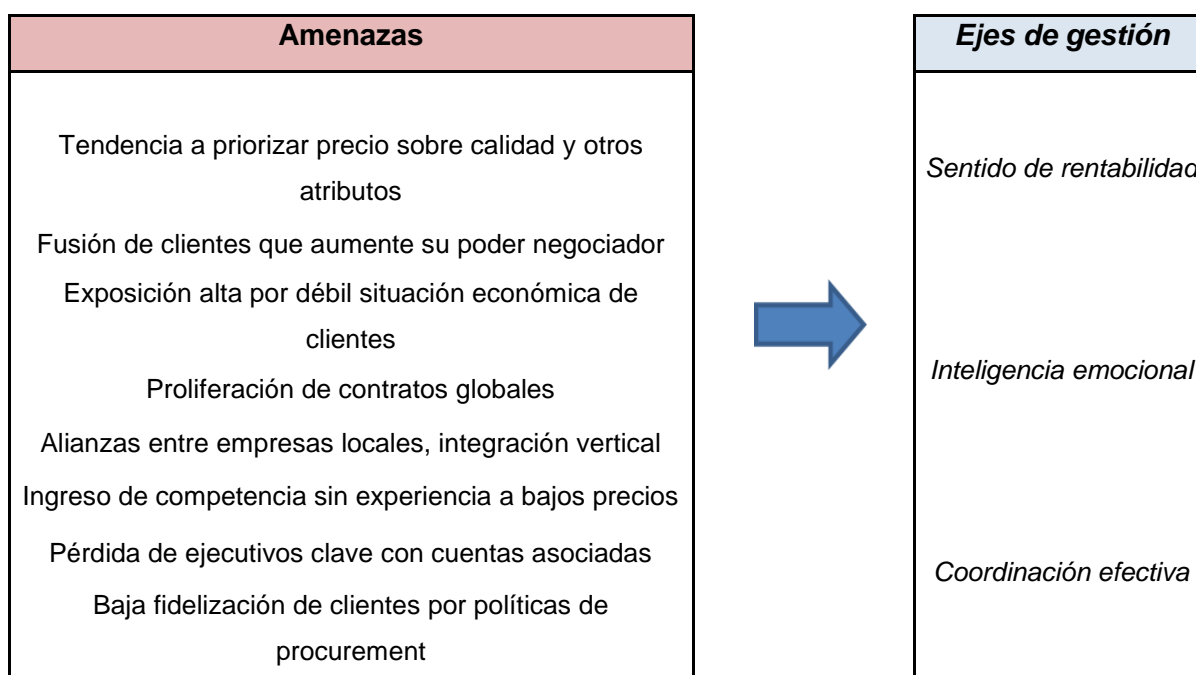 Amenazas
Tendencia a priorizar precio sobre calidad y otros
atributos
Fusión de clientes que aumente su poder negociador
Exposición alta por débil situación económica de
clientes
Proliferación de contratos globales
Alianzas entre empresas locales, integración vertical
Ingreso de competencia sin experiencia a bajos precios
Pérdida de ejecutivos clave con cuentas asociadas
Baja fidelización de clientes por políticas de
procurement
Ejes de gestión
Sentido de rentabilidad
Inteligencia emocional
Coordinación efectiva